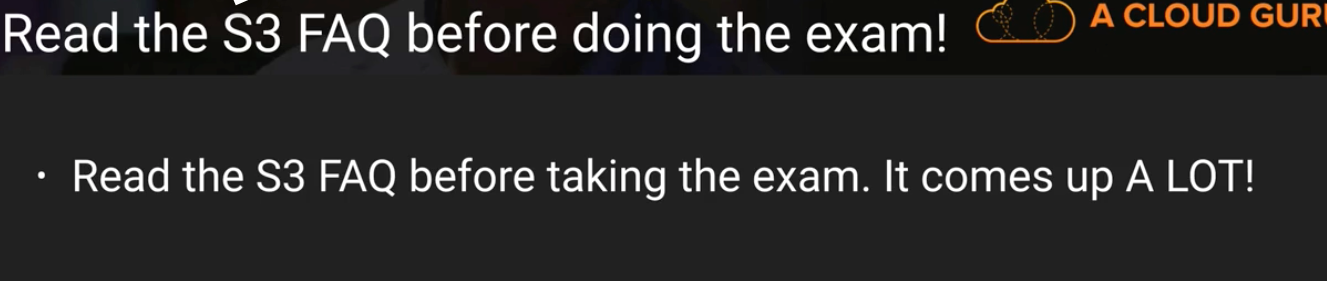 Read the S3 FAQ before doing the exam!
A CLOUD GUR
• Read the S3 FAQ before taking the exam. It comes up A LOT!